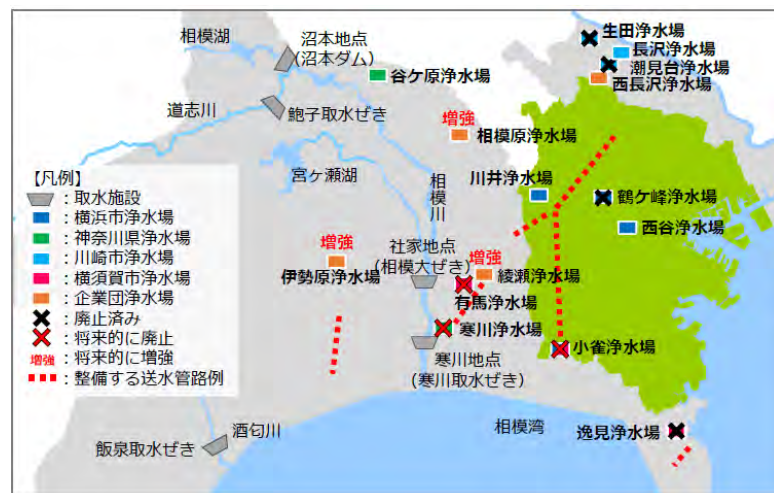 相模湖
沼本地点
(沼本ダム)
谷ケ原浄水場
生田浄水場
長沢浄水場
潮見台浄水場
西長沢浄水場
道志川
鮑子取水ぜき
増強
相模原浄水場
【凡例】
：取水施設
：横浜市浄水場
：神奈川県浄水場
：川崎市浄水場
：横須賀市浄水場
：企業団浄水場
：廃止済み
：将来的に廃止
増強：将来的に増強
：整備する送水管路例
宮ヶ瀬湖
相模川
川井浄水場
鶴ケ峰浄水場
西谷浄水場
増強
伊勢原浄水場
社家地点
(相模大ぜき)
増強
綾瀬浄水場
有馬浄水場
寒川浄水場
寒川地点
(寒川取水ぜき)
小雀浄水場
酒匂川
飯泉取水ぜき
相模湾
逸見浄水場